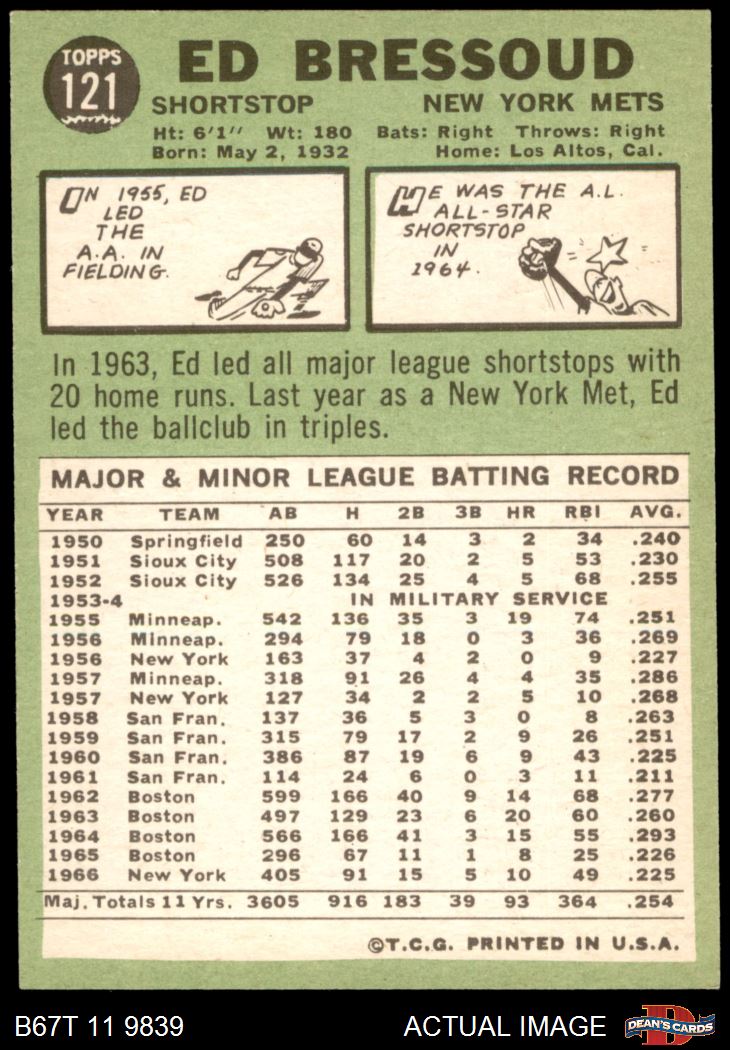 TOPPS
121
ED BRESSOUD
SHORTSTOP NEW YORK METS
Ht: 6'1" Wt: 180 Bats: Right Throws: Right
Born: May 2, 1932 Home: Los Altos, Cal.
ON 1955, ED
LED
THE
A.A. IN
FIELDING.
HE WAS THE A.L.
ALL-STAR
SHORTSTOP
IN
1964.
In 1963, Ed led all major league shortstops with
20 home runs. Last year as a New York Met, Ed
led the ballclub in triples.
MAJOR & MINOR LEAGUE BATTING RECORD
YEAR TEAM AB H 2B 3B HR RBI AVG.
1950 Springfield 250 60 14 3 2 34 .240
1951 Sioux City 508 117 20 2 5 53 .230
1952 Sioux City 526 134 25 4 5 68 .255
1953-4 IN MILITARY SERVICE
1955 Minneap. 542 136 35 3 19 74 .251
1956 Minneap. 294 79 18 0 3 36 .269
1956 New York 163 37 4 2 0 9 .227
1957 Minneap. 318 91 26 4 4 35 .286
1957 New York 127 34 2 2 5 10 .268
1958 San Fran. 137 36 5 3 0 8 .263
1959 San Fran. 315 79 17 2 9 26 .251
1960 San Fran. 386 87 19 6 9 43 .225
1961 San Fran. 114 24 6 0 3 11 .211
1962 Boston 599 166 40 9 14 68 .277
1963 Boston 497 129 23 6 20 60 .260
1964 Boston 566 166 41 3 15 55 .293
1965 Boston 296 67 11 1 8 25 .226
1966 New York 405 91 15 5 10 49 .225
Maj. Totals 11 Yrs. 3605 916 183 39 93 364 .254
©T.C.G. PRINTED IN U.S.A.
B67T 11 9839 ACTUAL IMAGE
D
DEAN'S CARDS